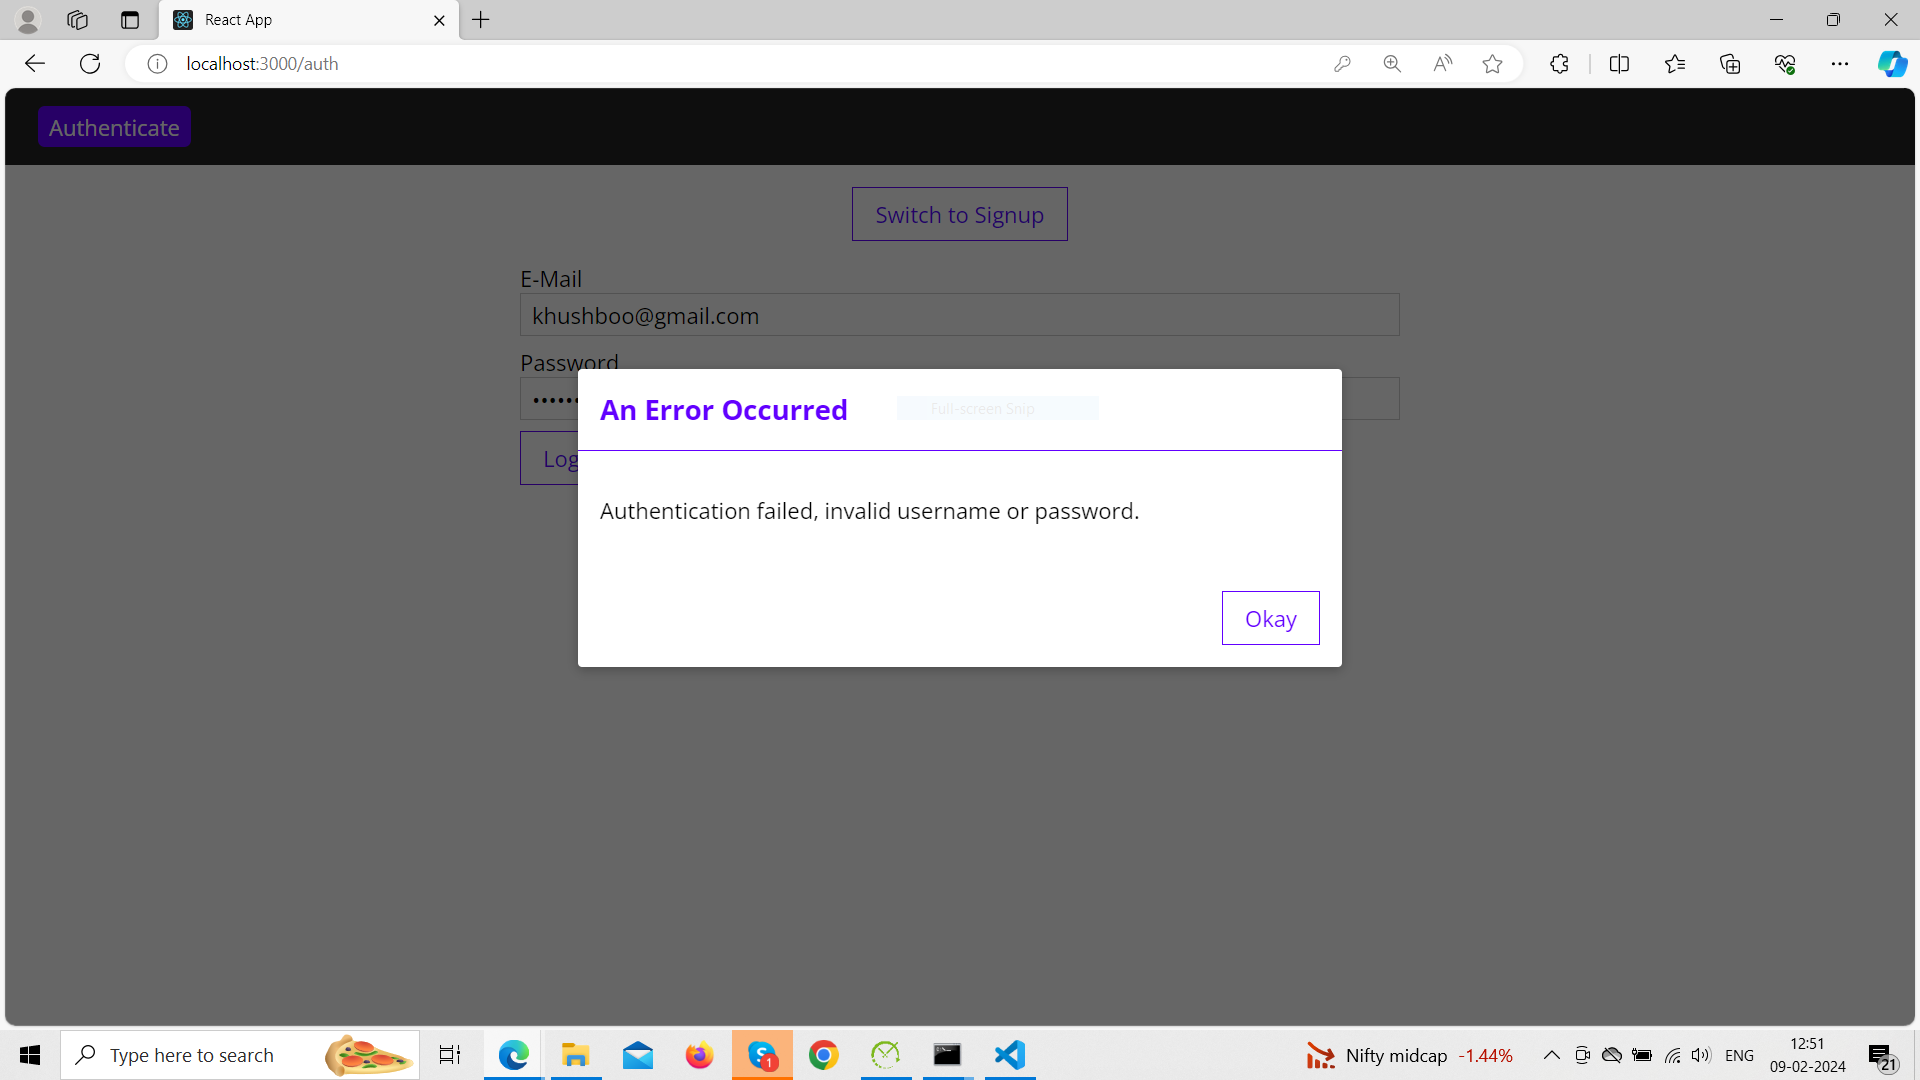 React App
localhost:3000/auth
Authenticate
Switch to Signup
E-Mail
khushboo@gmail.com
Password
An Error Occurred
Full-screen Snip
Log
Authentication failed, invalid username or password.
Okay
Type here to search
1
Nifty midcap -1.44%
ENG
12:51
09-02-2024
21